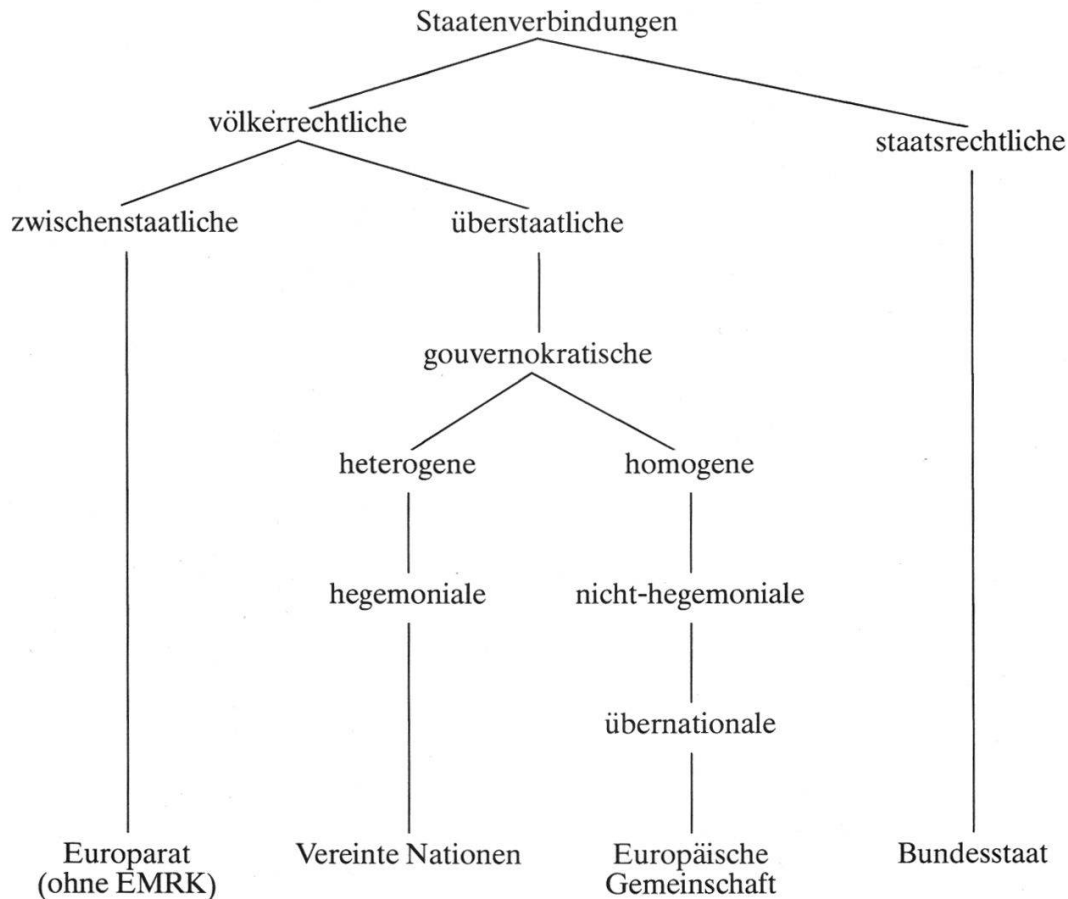 Staatenverbindungen
völkerrechtliche
staatsrechtliche
zwischenstaatliche
überstaatliche
gouvernokratische
heterogene
homogene
hegemoniale
nicht-hegemoniale
übernationale
Europarat
(ohne EMRK)
Vereinte Nationen
Europäische
Gemeinschaft
Bundesstaat